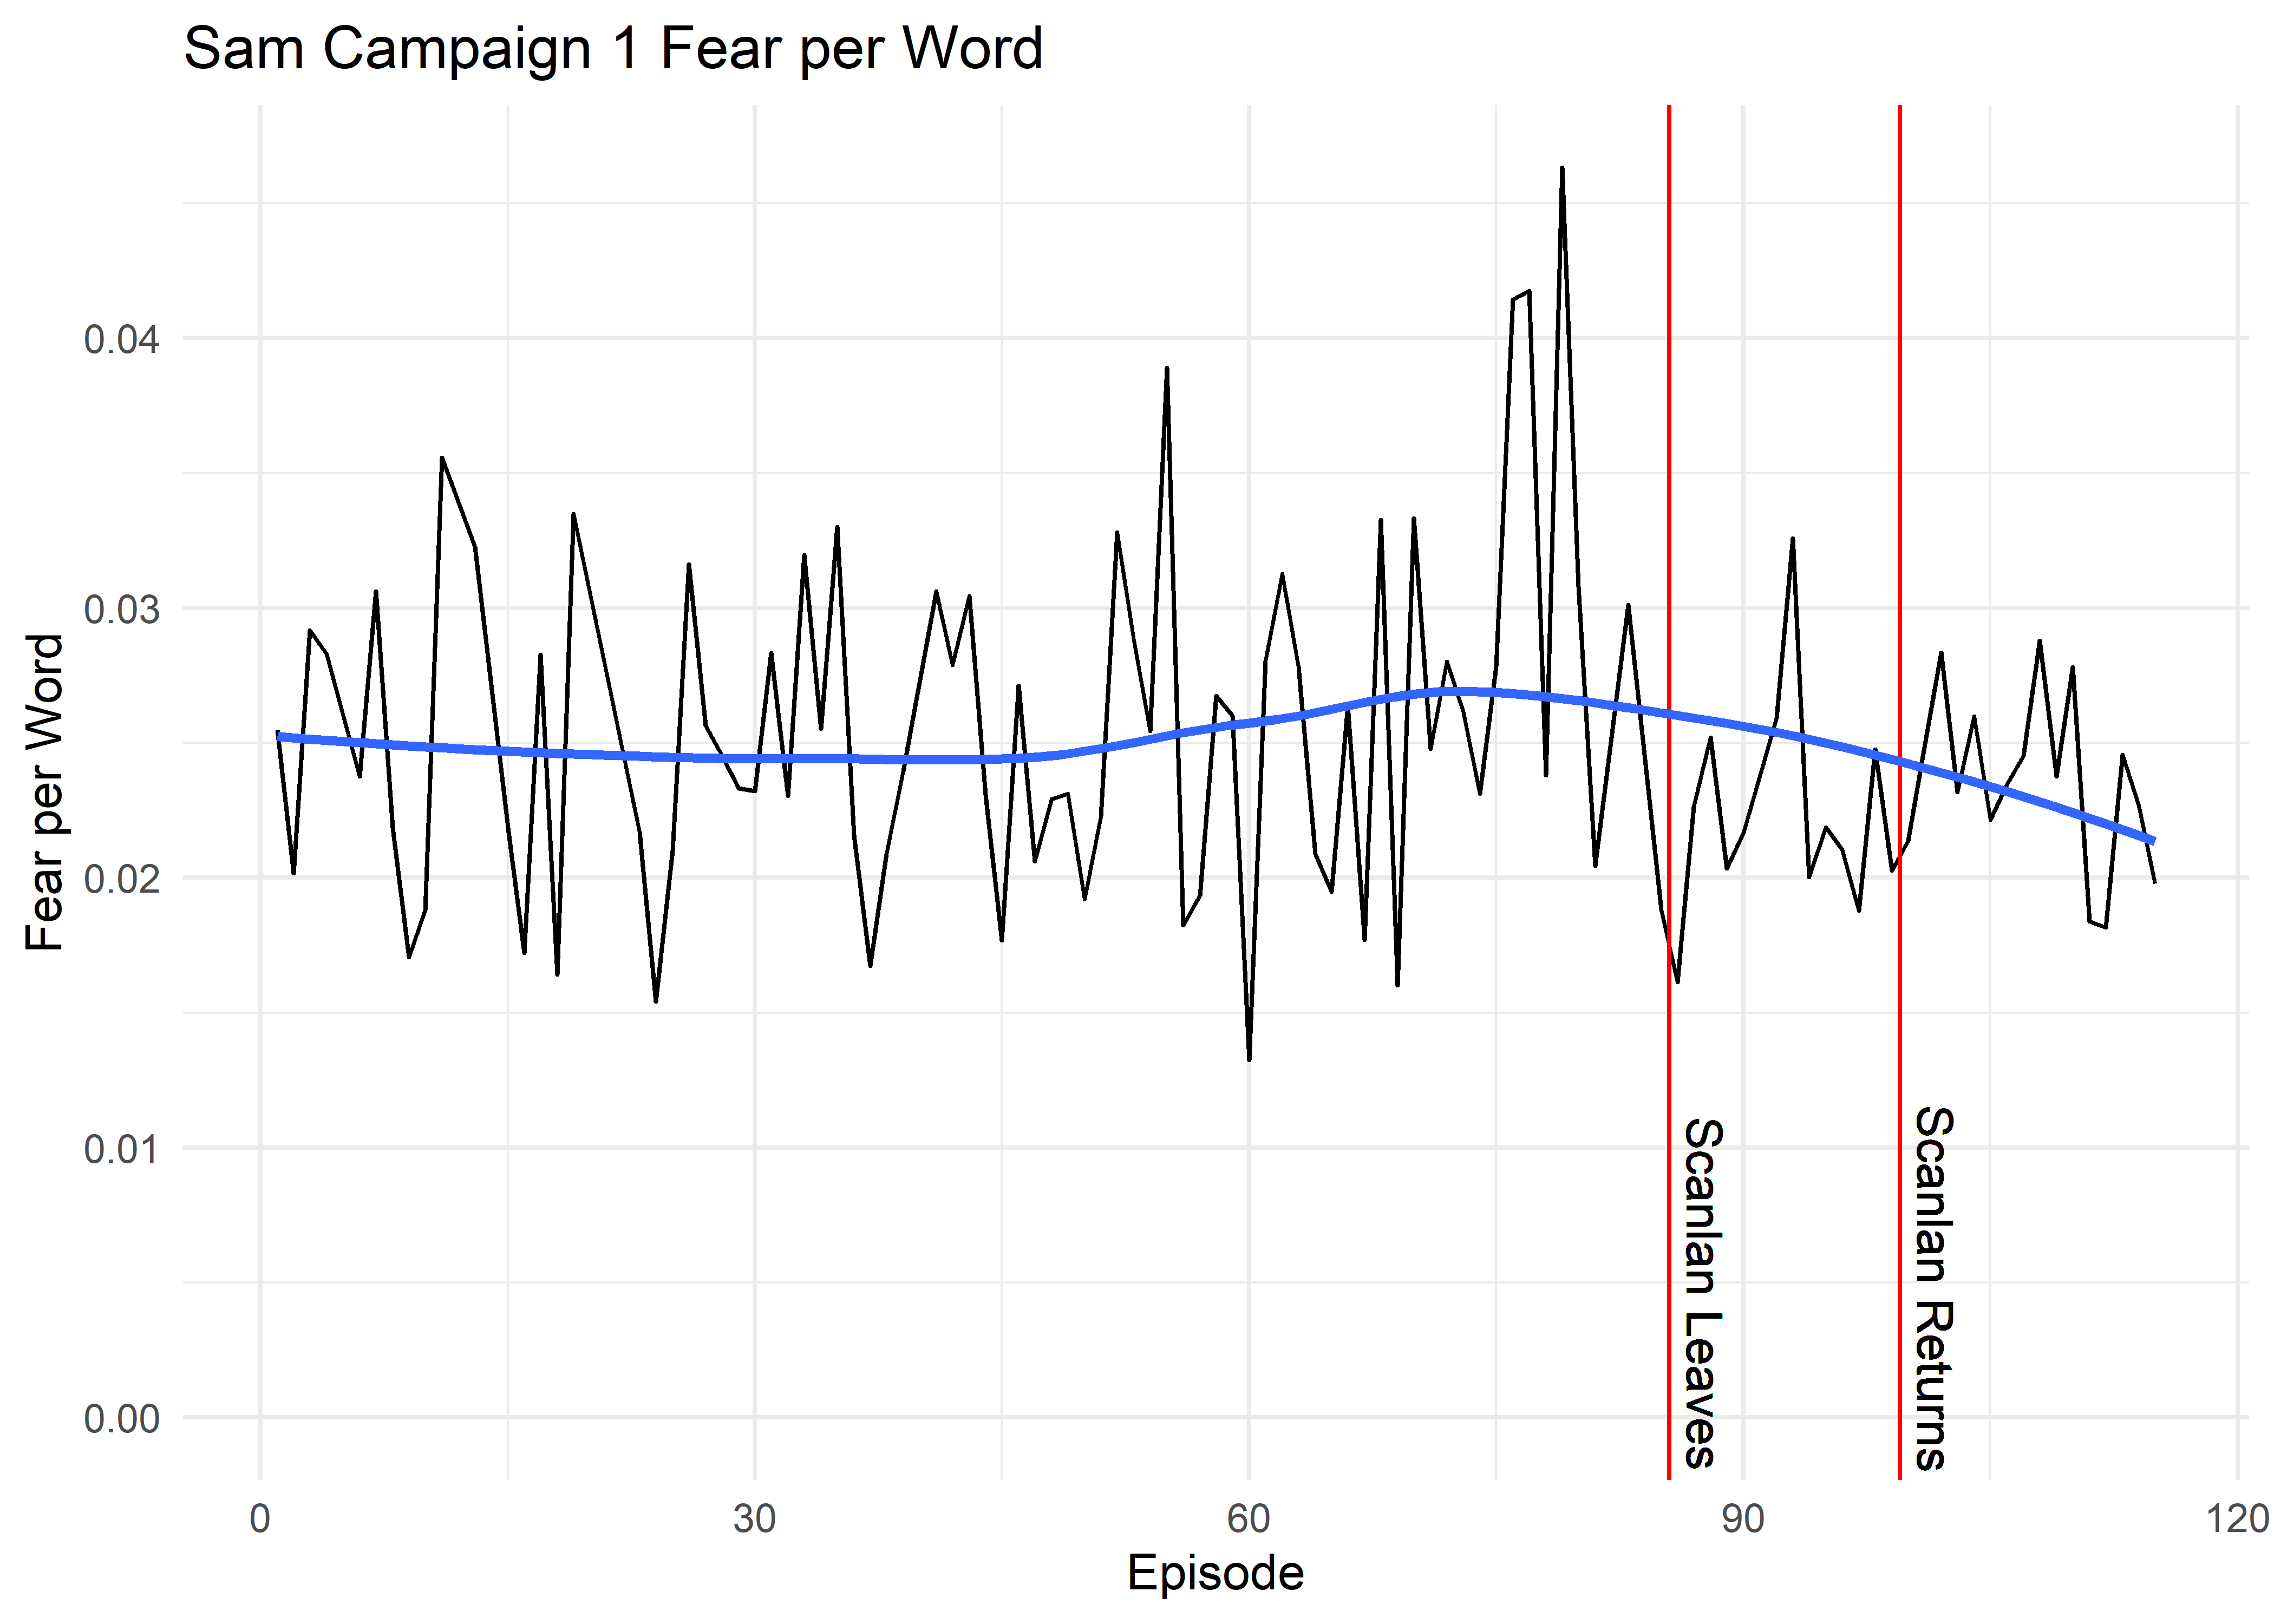 Sam Campaign 1 Fear per Word
Fear per Word
0.04
0.03
0.02
0.01
0.00
Scanlan Leaves
Scanlan Returns
0
30
60
90
120
Episode